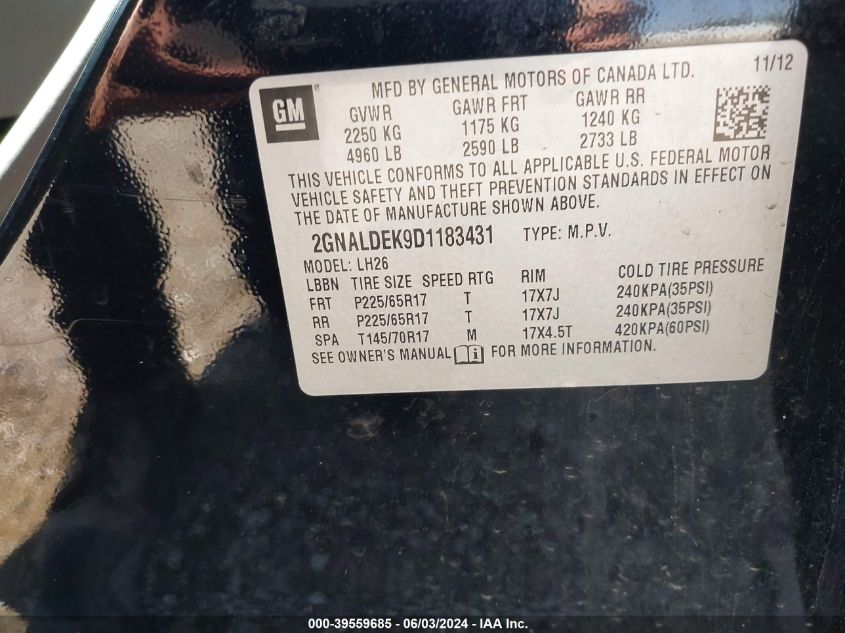 GM ®
MFD BY GENERAL MOTORS OF CANADA LTD. 11/12
GVWR GAWR FRT GAWR RR
2250 KG 1175 KG 1240 KG
4960 LB 2590 LB 2733 LB
THIS VEHICLE CONFORMS TO ALL APPLICABLE U.S. FEDERAL MOTOR
VEHICLE SAFETY AND THEFT PREVENTION STANDARDS IN EFFECT ON
THE DATE OF MANUFACTURE SHOWN ABOVE.
2GNALDEK9D1183431 TYPE: M.P.V.
MODEL: LH26
LBBN TIRE SIZE SPEED RTG RIM COLD TIRE PRESSURE
FRT P225/65R17 T 17X7J 240KPA(35PSI)
RR P225/65R17 T 17X7J 240KPA(35PSI)
SPA T145/70R17 M 17X4.5T 420KPA(60PSI)
SEE OWNER'S MANUAL i FOR MORE INFORMATION.
000-39559685 - 06/03/2024 - IAA Inc.